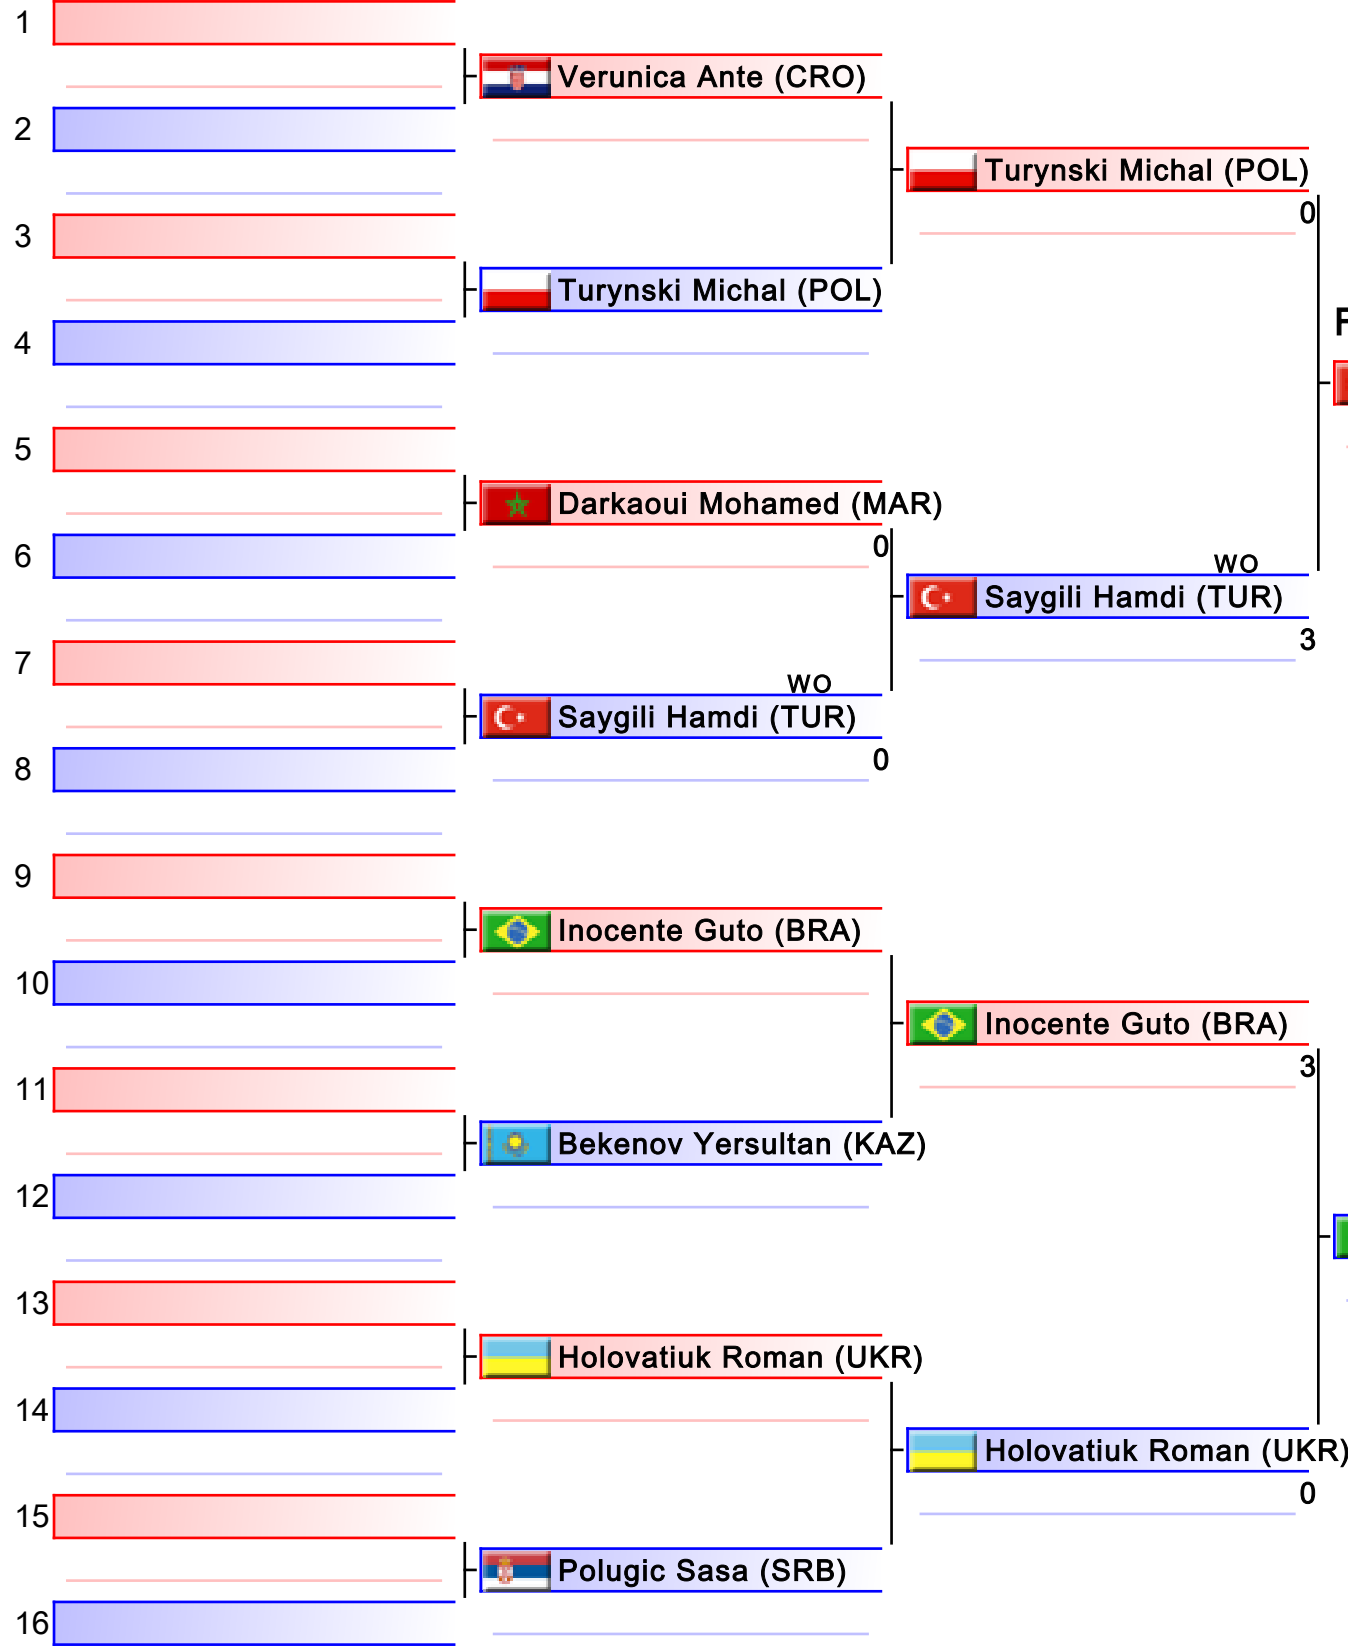 1
Verunica Ante (CRO)
2
Turynski Michal (POL)
0
3
Turynski Michal (POL)
4
5
Darkaoui Mohamed (MAR)
0
6
WO
Saygili Hamdi (TUR)
3
7
WO
Saygili Hamdi (TUR)
0
8
9
Inocente Guto (BRA)
10
Inocente Guto (BRA)
3
11
Bekenov Yersultan (KAZ)
12
13
Holovatiuk Roman (UKR)
14
Holovatiuk Roman (UKR)
0
15
Polugic Sasa (SRB)
16